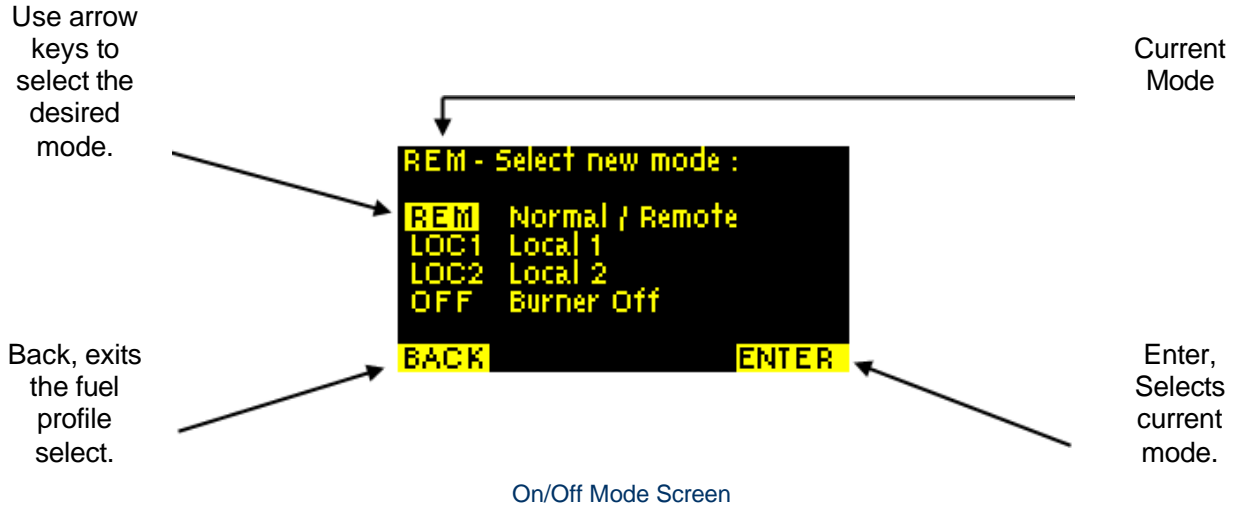 Use arrow
keys to
select the
desired
mode.
Current
Mode
REM - Select new mode :
REM Normal / Remote
LOC1 Local 1
LOC2 Local 2
OFF Burner Off
BACK ENTER
Back, exits
the fuel
profile
select.
Enter,
Selects
current
mode.
On/Off Mode Screen